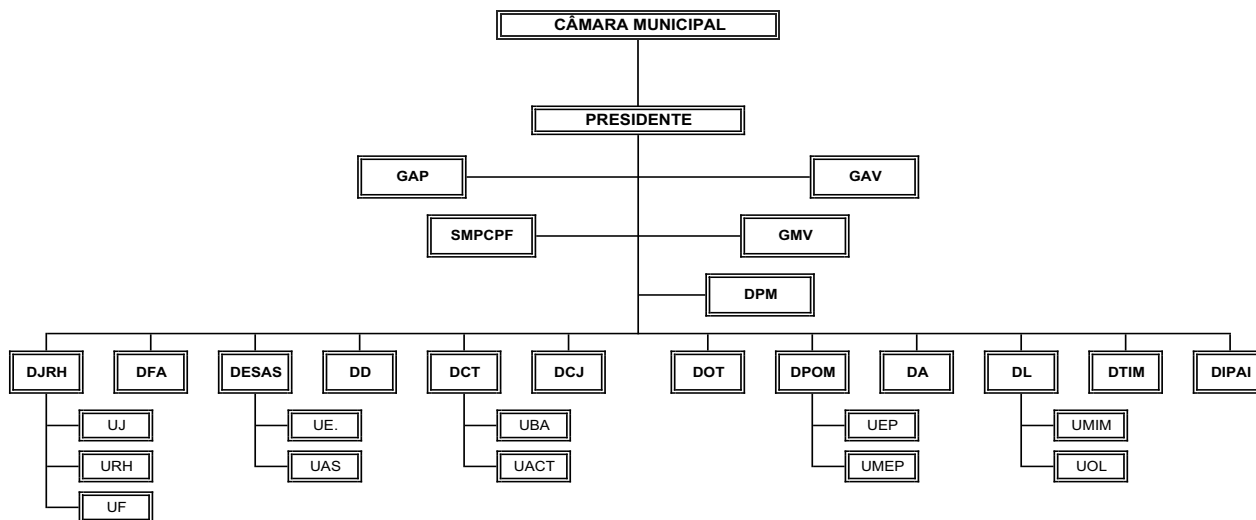 CÂMARA MUNICIPAL
PRESIDENTE
GAP GAV
SMPCPF GMV
DPM
DJRH DFA DESAS DD DCT DCJ DOT DPOM DA DL DTIM DIPAI
UJ UE. UBA UEP UMIM
URH UAS UACT UMEP UOL
UF